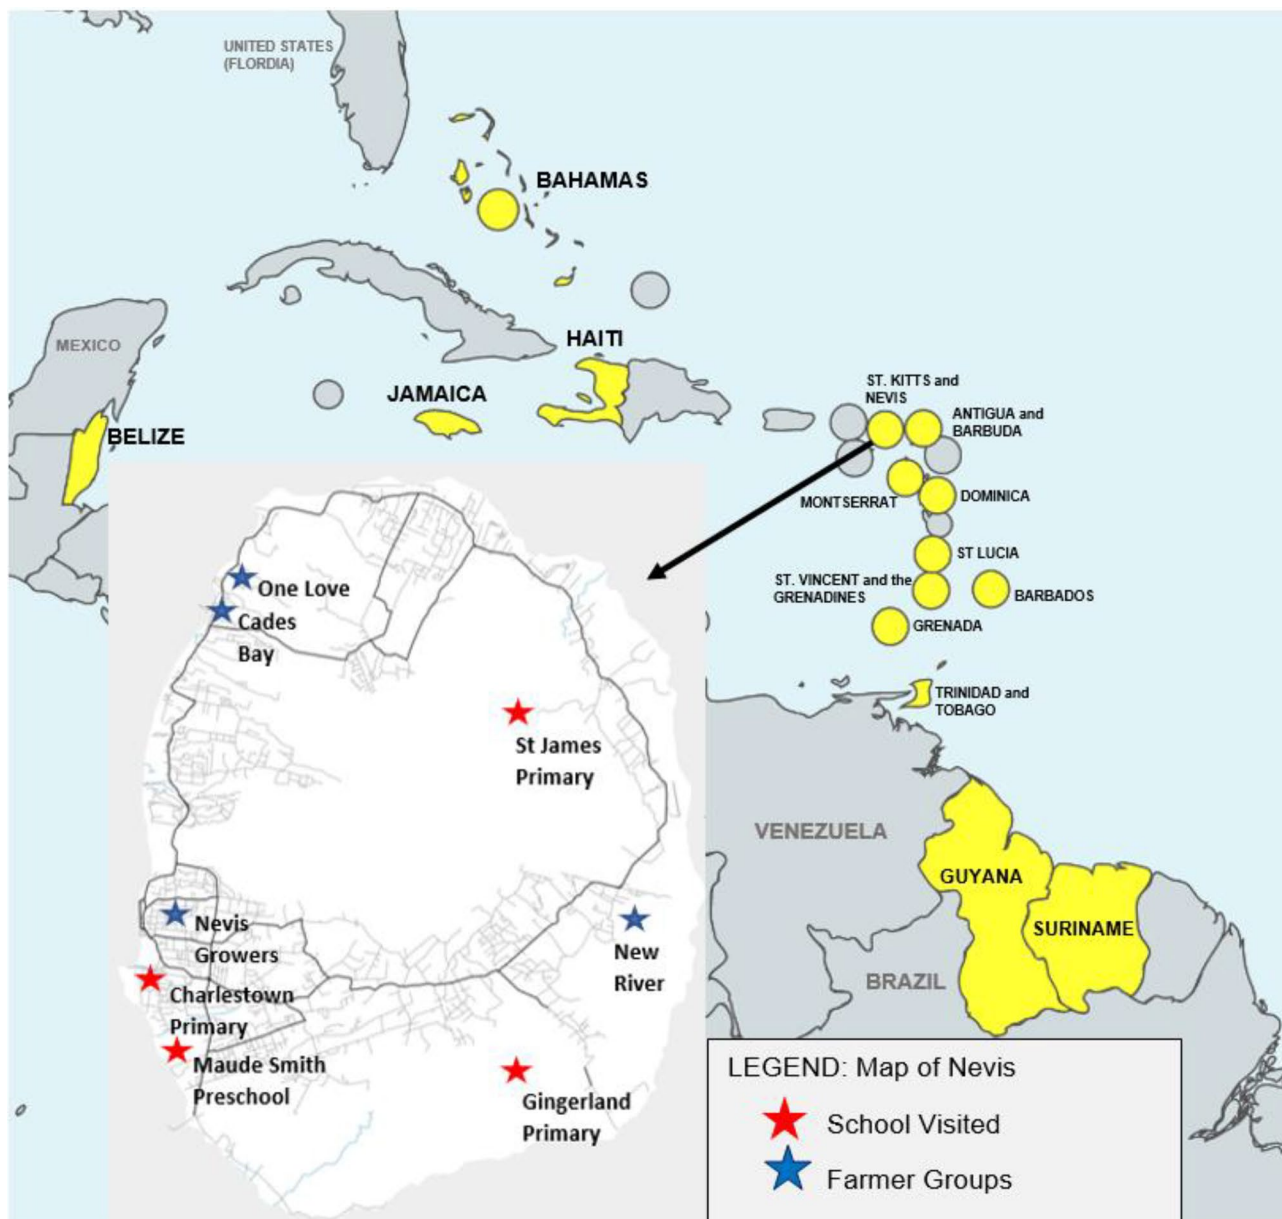 UNITED STATES
(FLORDIA)
BAHAMAS
MEXICO
HAITI
JAMAICA
BELIZE
ST. KITTS and
NEVIS
ANTIGUA and
BARBUDA
MONTSERRAT
DOMINICA
ST LUCIA
ST. VINCENT and the
GRENADINES
BARBADOS
GRENADA
TRINIDAD and
TOBAGO
VENEZUELA
GUYANA
SURINAME
BRAZIL
One Love
Cades
Bay
St James
Primary
Nevis
Growers
New
River
Charlestown
Primary
Maude Smith
Preschool
Gingerland
Primary
LEGEND: Map of Nevis
School Visited
Farmer Groups